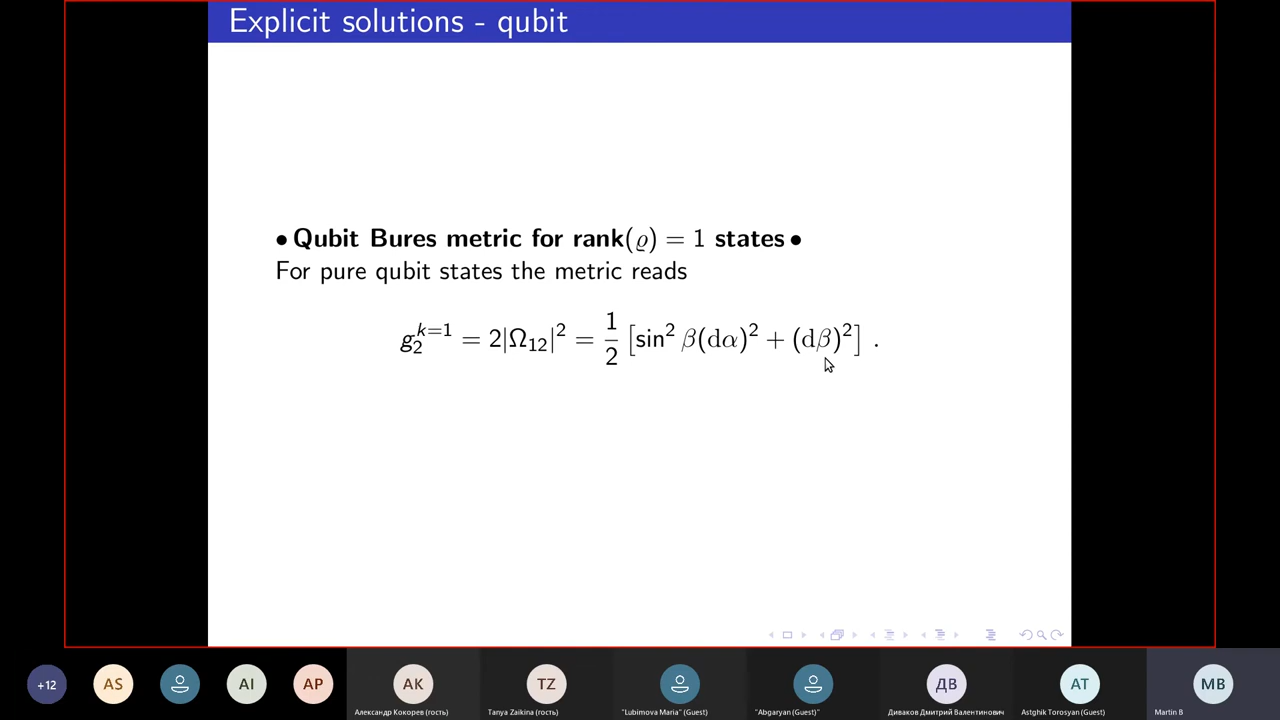 Explicit solutions - qubit
• Qubit Bures metric for rank(ϱ) = 1 states •
For pure qubit states the metric reads
g₂ᵏ⁼¹ = 2|Ω₁₂|² = 1/2 [sin² β(dα)² + (dβ)²] .
+12 AS AI AP AK TZ ДВ AT MB
Александр Кокорев (гость) Tanya Zaikina (гость) "Lubimova Maria" (Guest) "Abgaryan (Guest)" Диваков Дмитрий Валентинович Astghik Torosyan (Guest) Martin B